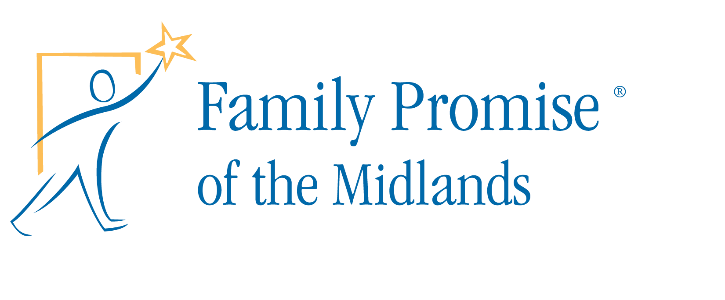 Family Promise ®
of the Midlands